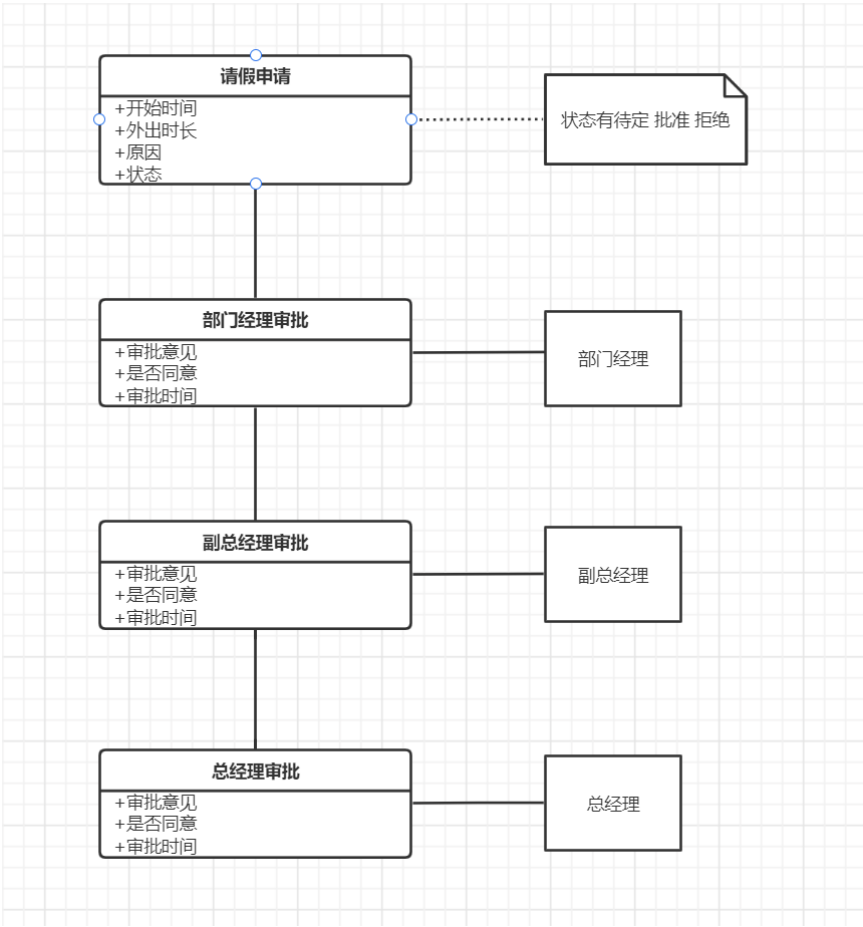 请假申请
+开始时间
+外出时长
+原因
+状态
状态有待定 批准 拒绝
部门经理审批
+审批意见
+是否同意
+审批时间
部门经理
副总经理审批
+审批意见
+是否同意
+审批时间
副总经理
总经理审批
+审批意见
+是否同意
+审批时间
总经理